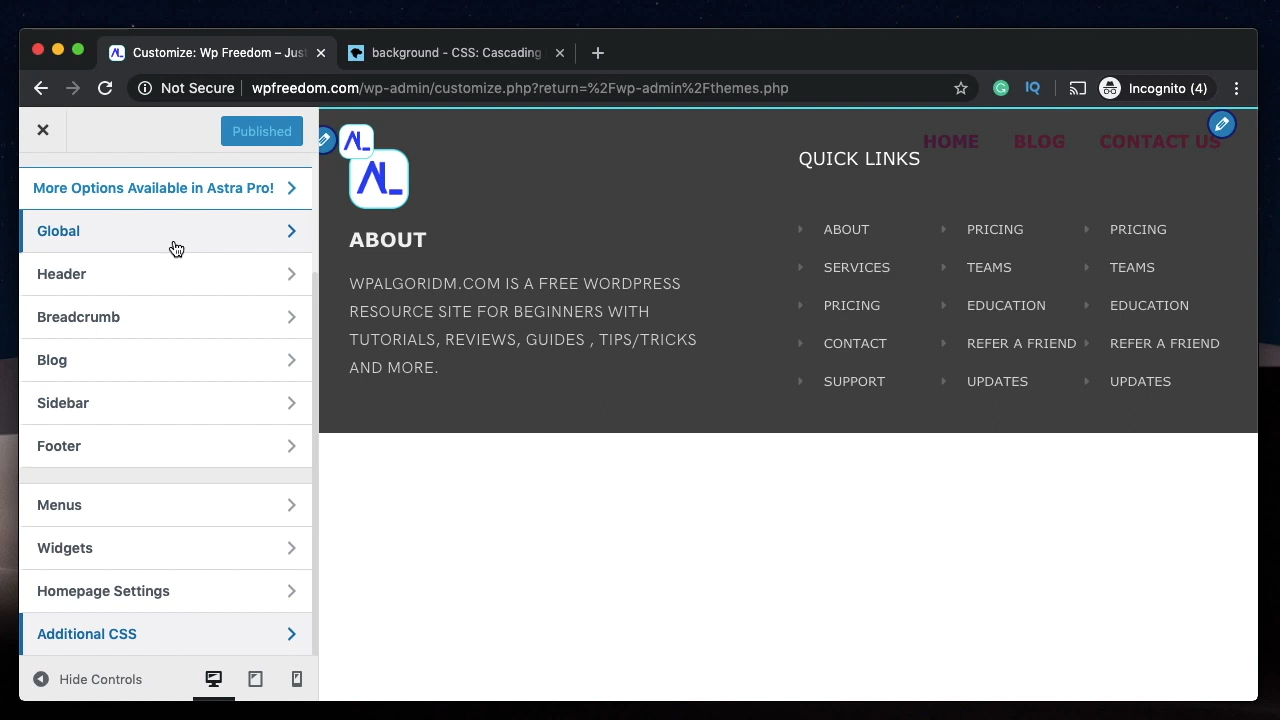 Customize: Wp Freedom – Jus
background - CSS: Cascading
Not Secure
wpfreedom.com/wp-admin/customize.php?return=%2Fwp-admin%2Fthemes.php
IQ
Incognito (4)
Published
More Options Available in Astra Pro!
Global
Header
Breadcrumb
Blog
Sidebar
Footer
Menus
Widgets
Homepage Settings
Additional CSS
Hide Controls
HOME BLOG CONTACT US
ABOUT
WPALGORIDM.COM IS A FREE WORDPRESS
RESOURCE SITE FOR BEGINNERS WITH
TUTORIALS, REVIEWS, GUIDES , TIPS/TRICKS
AND MORE.
QUICK LINKS
ABOUT PRICING PRICING
SERVICES TEAMS TEAMS
PRICING EDUCATION EDUCATION
CONTACT REFER A FRIEND REFER A FRIEND
SUPPORT UPDATES UPDATES